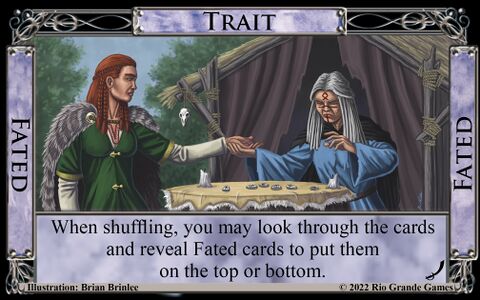 TRAIT
FATED
FATED
When shuffling, you may look through the cards
and reveal Fated cards to put them
on the top or bottom.
Illustration: Brian Brinlee
© 2022 Rio Grande Games